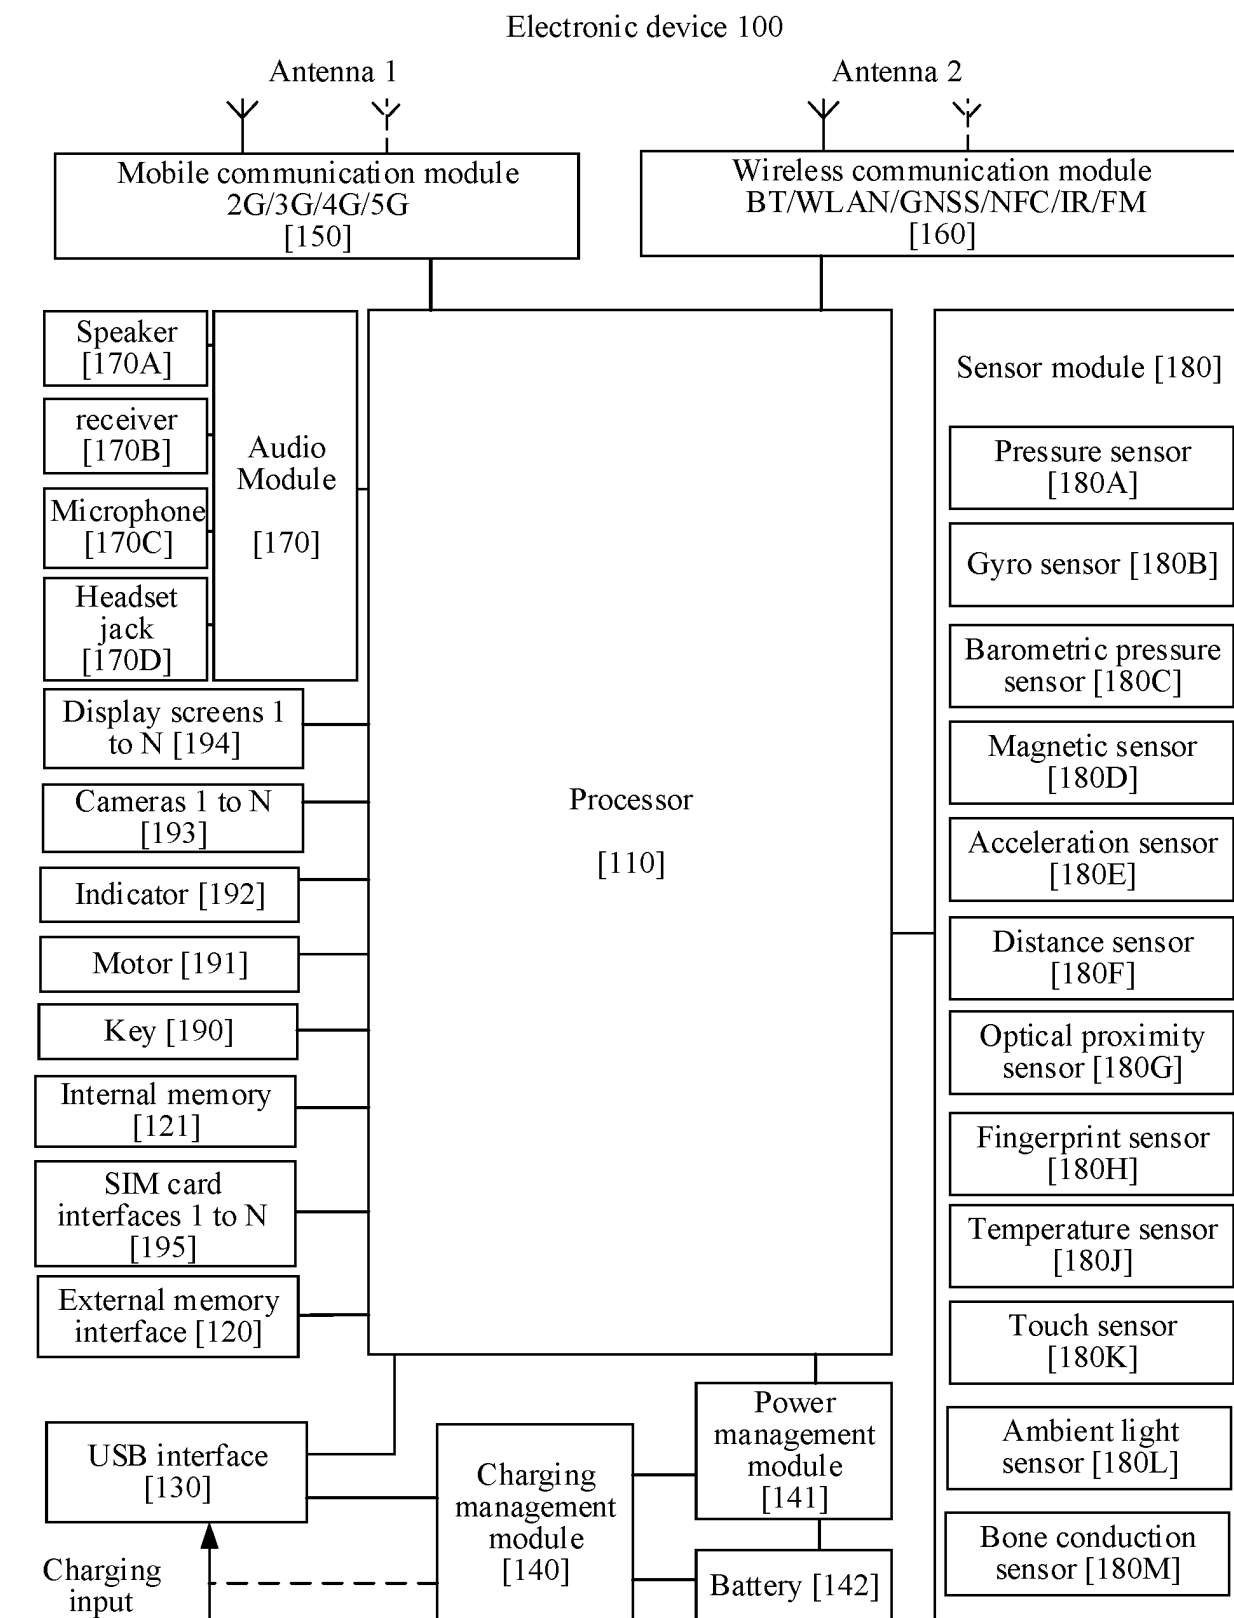 Electronic device 100
Antenna 1
Antenna 2
Mobile communication module
2G/3G/4G/5G
[150]
Wireless communication module
BT/WLAN/GNSS/NFC/IR/FM
[160]
Speaker
[170A]
receiver
[170B]
Microphone
[170C]
Headset
jack
[170D]
Audio
Module
[170]
Display screens 1
to N [194]
Cameras 1 to N
[193]
Indicator [192]
Motor [191]
Key [190]
Internal memory
[121]
SIM card
interfaces 1 to N
[195]
External memory
interface [120]
Processor
[110]
Sensor module [180]
Pressure sensor
[180A]
Gyro sensor [180B]
Barometric pressure
sensor [180C]
Magnetic sensor
[180D]
Acceleration sensor
[180E]
Distance sensor
[180F]
Optical proximity
sensor [180G]
Fingerprint sensor
[180H]
Temperature sensor
[180J]
Touch sensor
[180K]
Ambient light
sensor [180L]
Bone conduction
sensor [180M]
USB interface
[130]
Charging
input
Charging
management
module
[140]
Power
management
module
[141]
Battery [142]